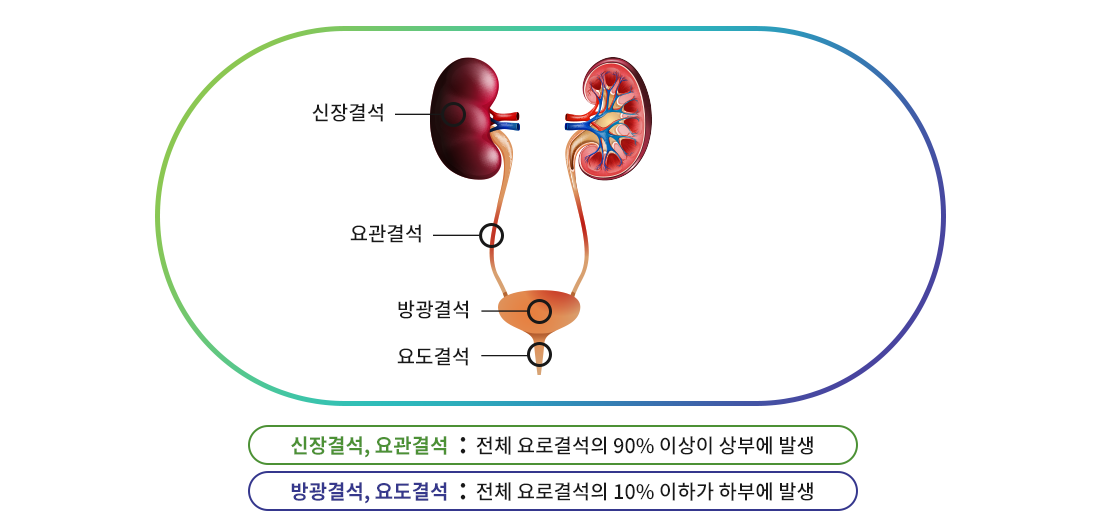 신장결석
요관결석
방광결석
요도결석
신장결석, 요관결석 : 전체 요로결석의 90% 이상이 상부에 발생
방광결석, 요도결석 : 전체 요로결석의 10% 이하가 하부에 발생